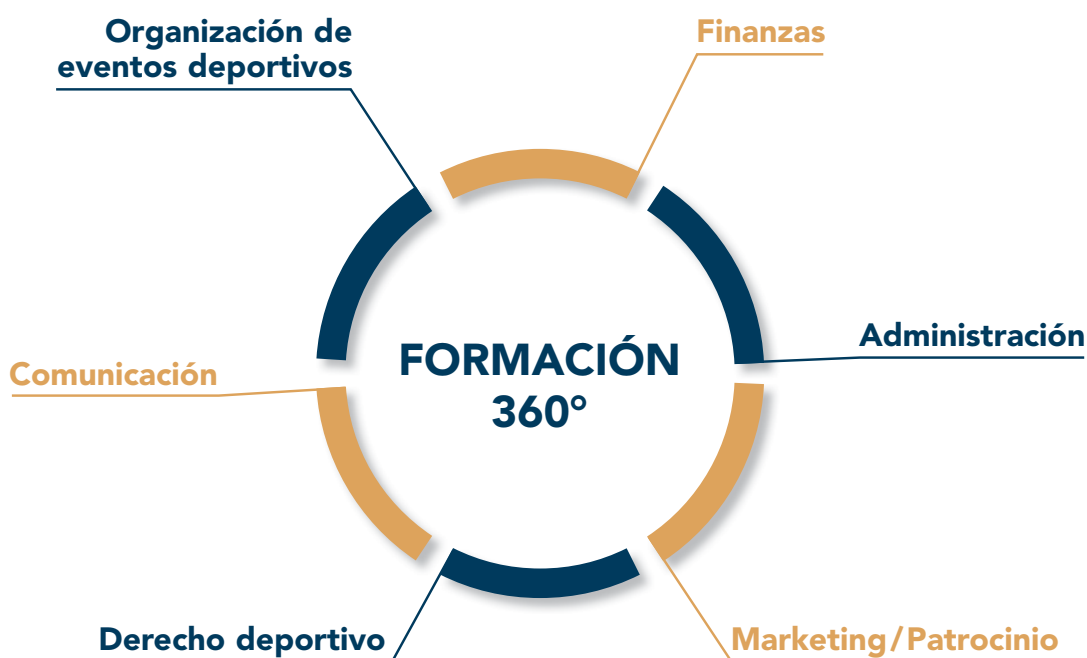 Organización de
eventos deportivos
Finanzas
Administración
FORMACIÓN
360°
Comunicación
Derecho deportivo
Marketing/Patrocinio